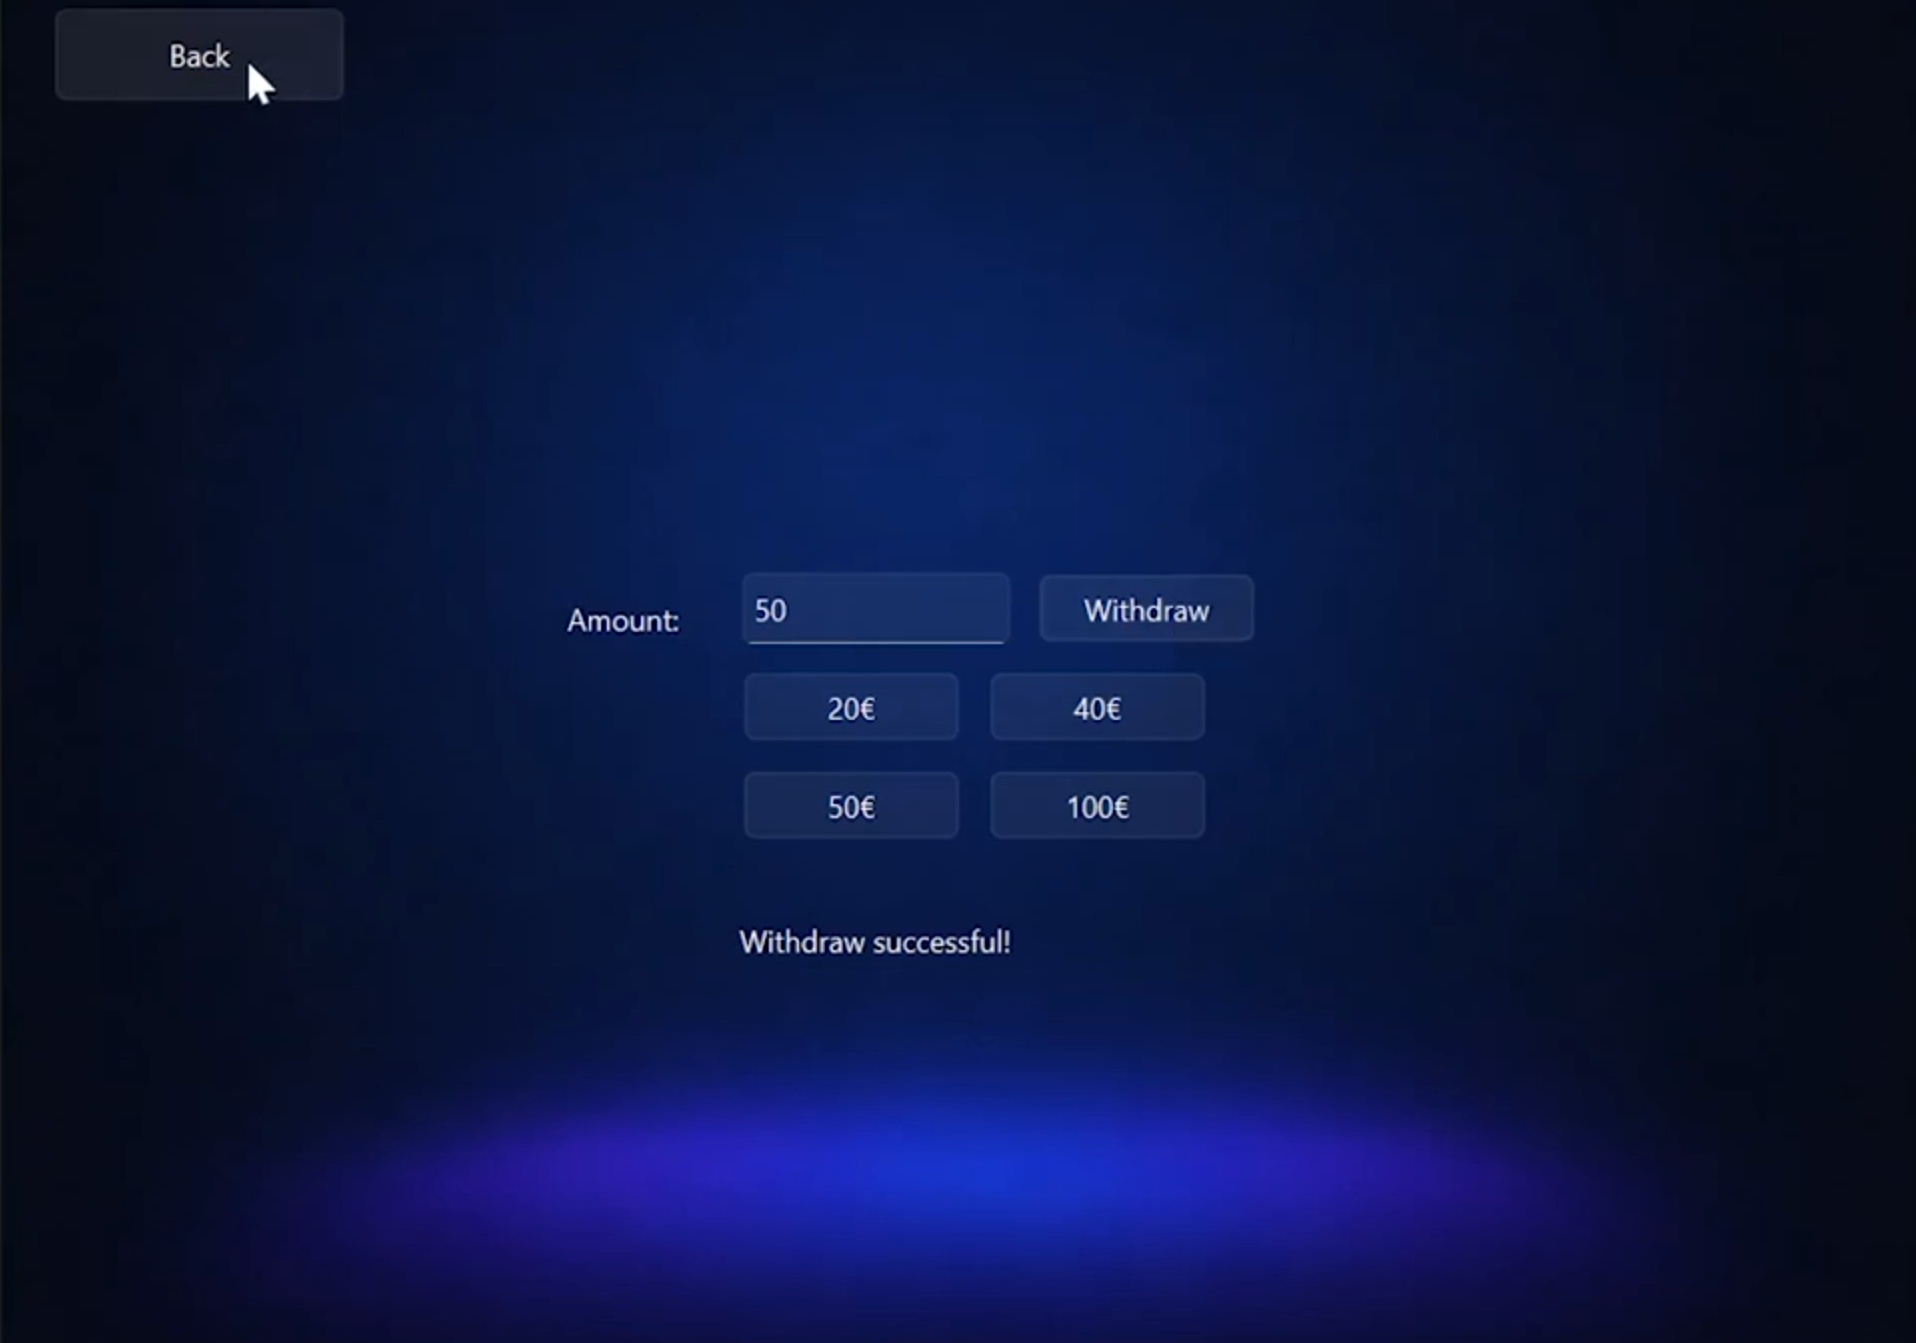 Back
Amount:
50
Withdraw
20€
40€
50€
100€
Withdraw successful!